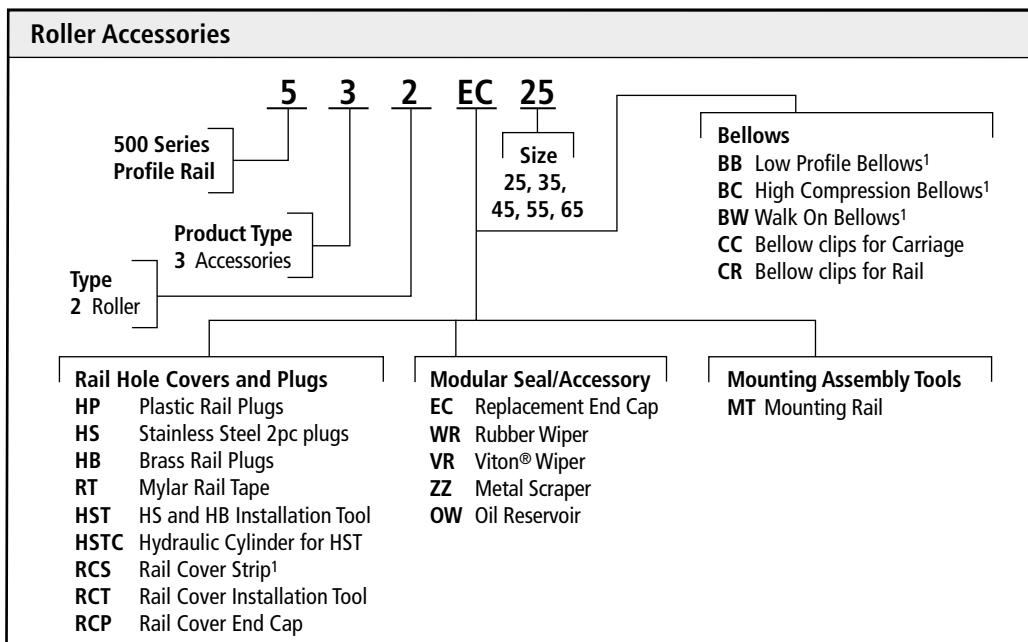 Roller Accessories
5 3 2 EC 25
500 Series
Profile Rail
Size
25, 35,
45, 55, 65
Product Type
3 Accessories
Type
2 Roller
Bellows
BB Low Profile Bellows¹
BC High Compression Bellows¹
BW Walk On Bellows¹
CC Bellow clips for Carriage
CR Bellow clips for Rail
Rail Hole Covers and Plugs
HP Plastic Rail Plugs
HS Stainless Steel 2pc plugs
HB Brass Rail Plugs
RT Mylar Rail Tape
HST HS and HB Installation Tool
HSTC Hydraulic Cylinder for HST
RCS Rail Cover Strip¹
RCT Rail Cover Installation Tool
RCP Rail Cover End Cap
Modular Seal/Accessory
EC Replacement End Cap
WR Rubber Wiper
VR Viton® Wiper
ZZ Metal Scraper
OW Oil Reservoir
Mounting Assembly Tools
MT Mounting Rail